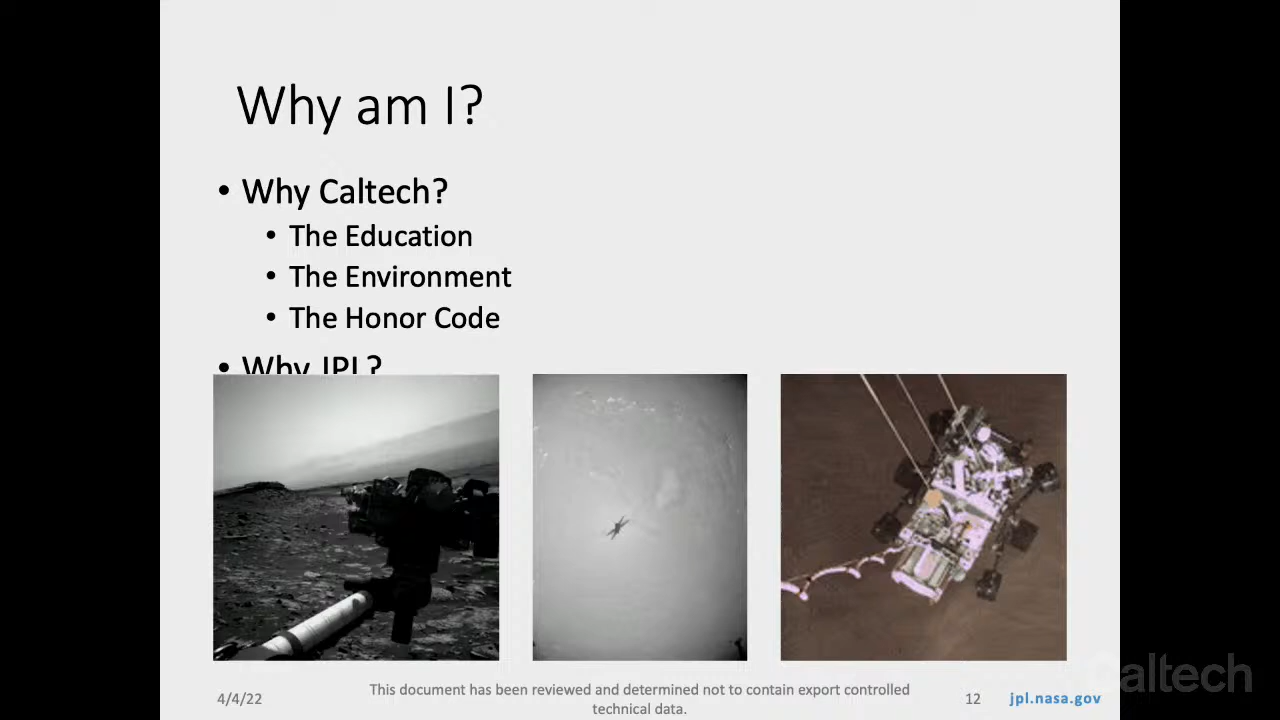 Why am I?
• Why Caltech?
• The Education
• The Environment
• The Honor Code
• Why JPL?
4/4/22
This document has been reviewed and determined not to contain export controlled
technical data.
12
jpl.nasa.gov
Caltech